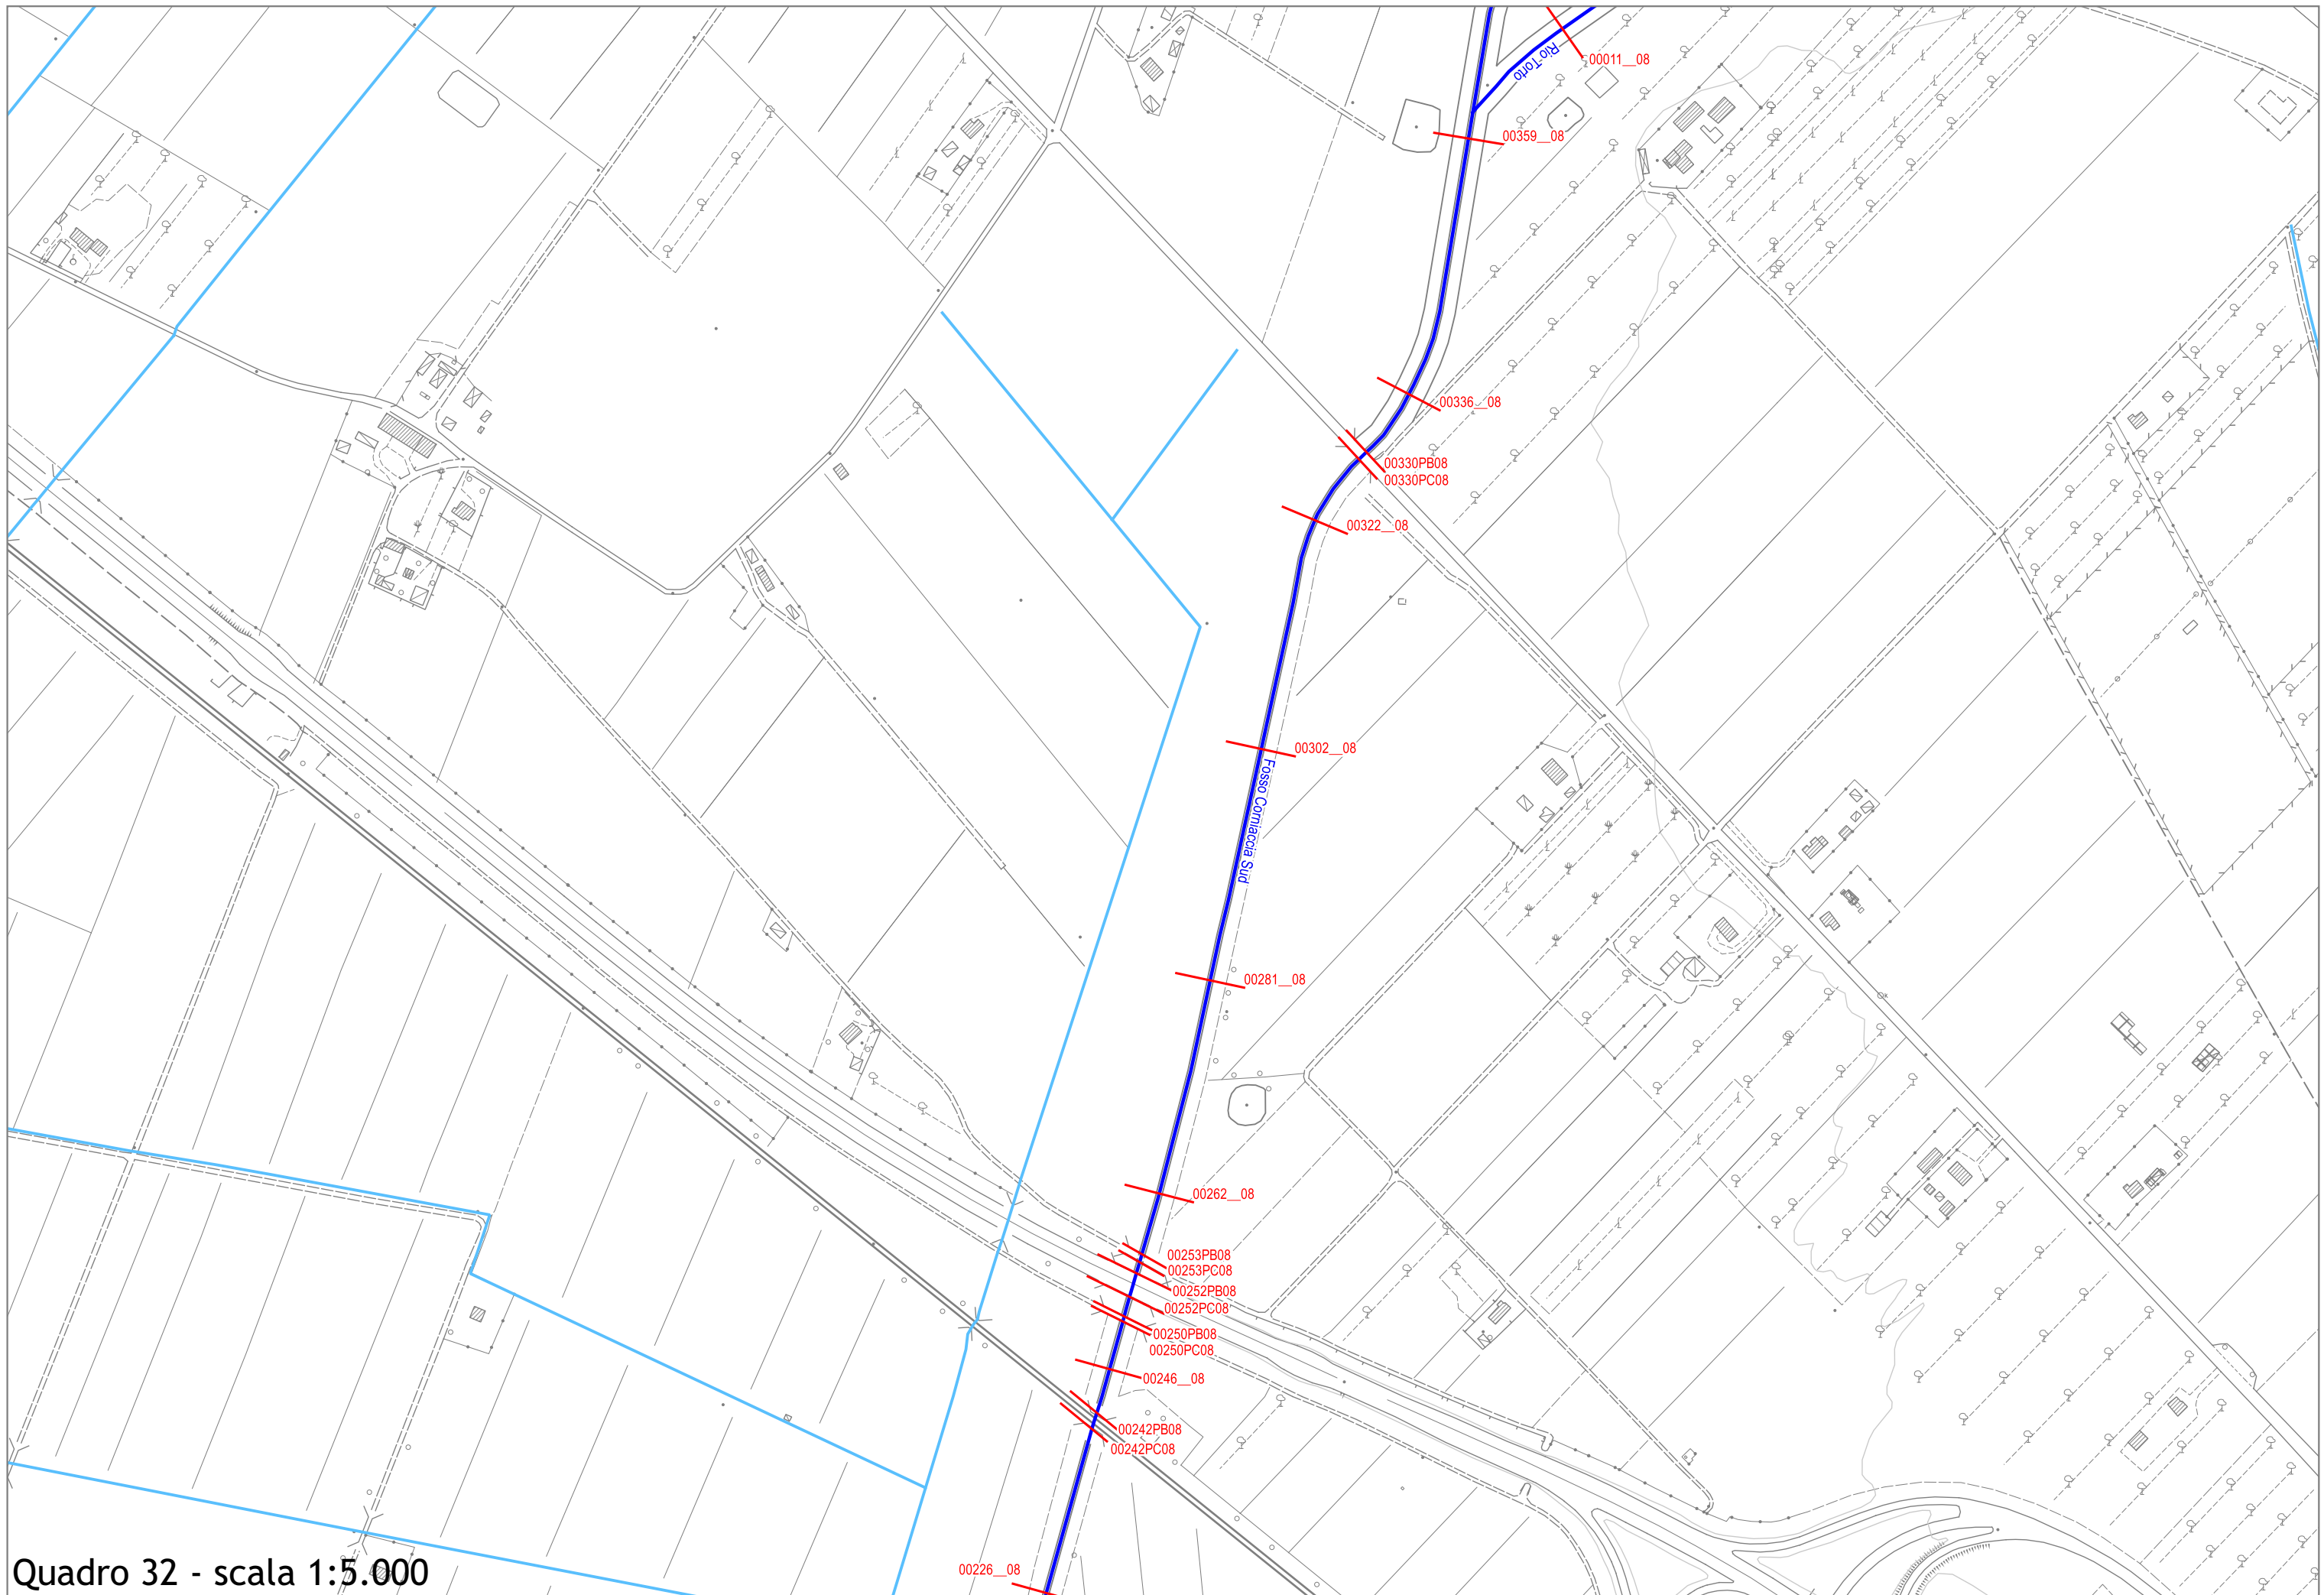 00011__08
Rio Torto
00359__08
00336__08
00330PB08
00330PC08
00322__08
00302__08
Fosso Corniaccia Sud
00281__08
00262__08
00253PB08
00253PC08
00252PB08
00252PC08
00250PB08
00250PC08
00246__08
00242PB08
00242PC08
00226__08
Quadro 32 - scala 1:5.000